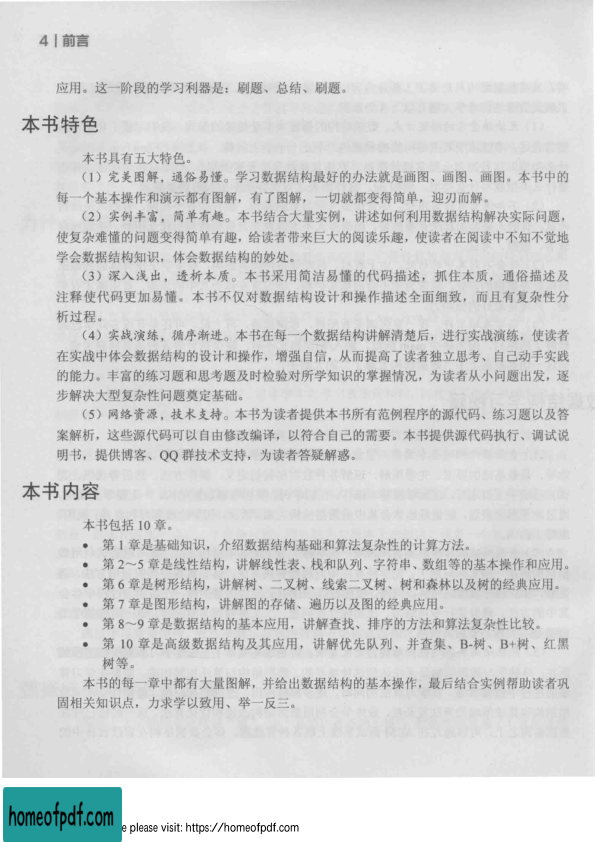 4 | 前言
应用。这一阶段的学习利器是：刷题、总结、刷题。
本书特色
本书具有五大特色。
（1）完美图解，通俗易懂。学习数据结构最好的办法就是画图、画图、画图。本书中的
每一个基本操作和演示都有图解，有了图解，一切就都变得简单，迎刃而解。
（2）实例丰富，简单有趣。本书结合大量实例，讲述如何利用数据结构解决实际问题，
使复杂难懂的问题变得简单有趣，给读者带来巨大的阅读乐趣，使读者在阅读中不知不觉地
学会数据结构知识，体会数据结构的妙处。
（3）深入浅出，透析本质。本书采用简洁易懂的代码描述，抓住本质，通俗描述及
注释使代码更加易懂。本书不仅对数据结构设计和操作描述全面细致，而且有复杂性分
析过程。
（4）实战演练，循序渐进。本书在每一个数据结构讲解清楚后，进行实战演练，使读者
在实战中体会数据结构的设计和操作，增强自信，从而提高了读者独立思考、自己动手实践
的能力。丰富的练习题和思考题及时检验对所学知识的掌握情况，为读者从小问题出发，逐
步解决大型复杂性问题奠定基础。
（5）网络资源，技术支持。本书为读者提供本书所有范例程序的源代码、练习题以及答
案解析，这些源代码可以自由修改编译，以符合自己的需要。本书提供源代码执行、调试说
明书，提供博客、QQ 群技术支持，为读者答疑解惑。
本书内容
本书包括 10 章。
• 第 1 章是基础知识，介绍数据结构基础和算法复杂性的计算方法。
• 第 2～5 章是线性结构，讲解线性表、栈和队列、字符串、数组等的基本操作和应用。
• 第 6 章是树形结构，讲解树、二叉树、线索二叉树、树和森林以及树的经典应用。
• 第 7 章是图形结构，讲解图的存储、遍历以及图的经典应用。
• 第 8～9 章是数据结构的基本应用，讲解查找、排序的方法和算法复杂性比较。
• 第 10 章是高级数据结构及其应用，讲解优先队列、并查集、B-树、B+树、红黑
树等。
本书的每一章中都有大量图解，并给出数据结构的基本操作，最后结合实例帮助读者巩
固相关知识点，力求学以致用、举一反三。
homeofpdf.com
e please visit: https://homeofpdf.com